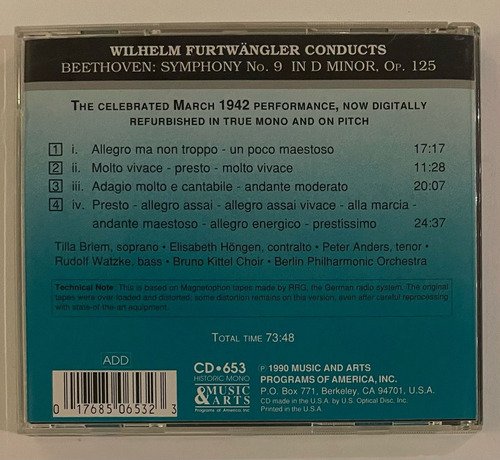 WILHELM FURTWÄNGLER CONDUCTS
BEETHOVEN: SYMPHONY NO. 9 IN D MINOR, OP. 125
THE CELEBRATED MARCH 1942 PERFORMANCE, NOW DIGITALLY
REFURBISHED IN TRUE MONO AND ON PITCH
1 i. Allegro ma non troppo - un poco maestoso 17:17
2 ii. Molto vivace - presto - molto vivace 11:28
3 iii. Adagio molto e cantabile - andante moderato 20:07
4 iv. Presto - allegro assai - allegro assai vivace - alla marcia -
andante maestoso - allegro energico - prestissimo 24:37
Tilla Briem, soprano • Elisabeth Höngen, contralto • Peter Anders, tenor •
Rudolf Watzke, bass • Bruno Kittel Choir • Berlin Philharmonic Orchestra
Technical Note: This is based on Magnetophon tapes made by RRG, the German radio system. The original
tapes were over-loaded and distorted; some distortion remains on this version, even after careful reprocessing
with state-of-the-art equipment.
TOTAL TIME 73:48
ADD
0 17685 06532 3
CD • 653
HISTORIC MONO
MUSIC
& ARTS
Programs of America, Inc.
℗ 1990 MUSIC AND ARTS
PROGRAMS OF AMERICA, INC.
P.O. Box 771, Berkeley, CA 94701, U.S.A.
CD made in the U.S.A. by U.S. Optical Disc, Inc.
Printed in the U.S.A